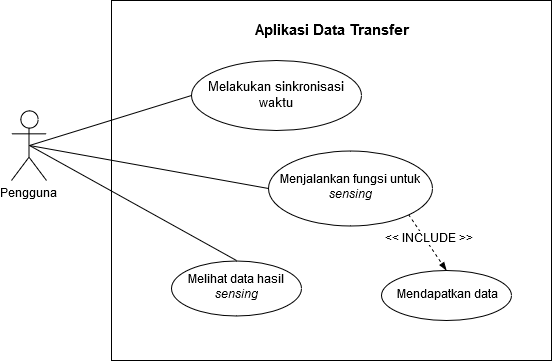 Aplikasi Data Transfer
Melakukan sinkronisasi
waktu
Pengguna
Menjalankan fungsi untuk
sensing
<< INCLUDE >>
Melihat data hasil
sensing
Mendapatkan data